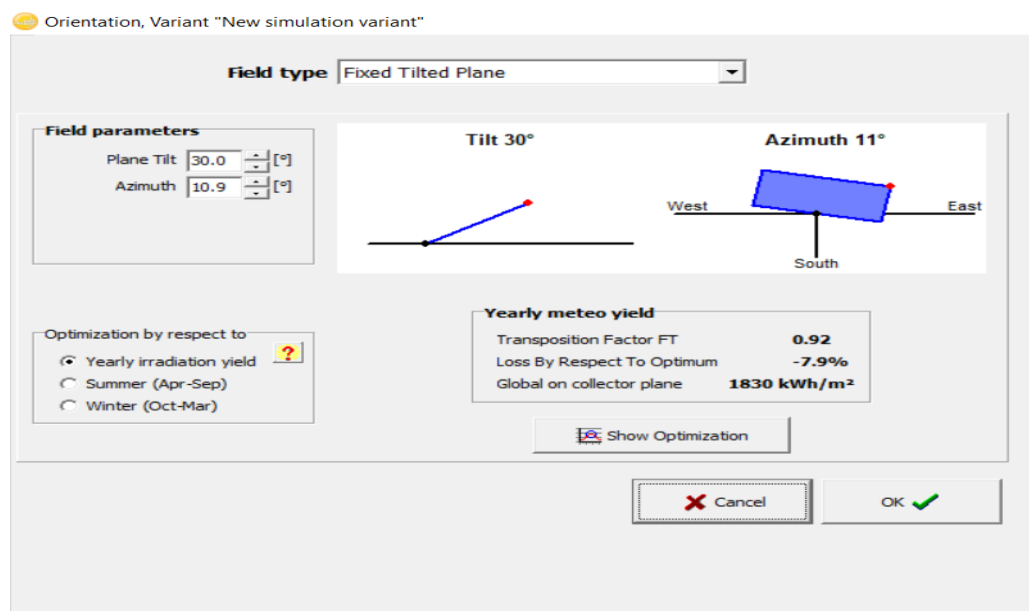 Orientation, Variant "New simulation variant"
Field type Fixed Tilted Plane
Field parameters
Plane Tilt 30.0 [°]
Azimuth 10.9 [°]
Tilt 30°
Azimuth 11°
West
East
South
Optimization by respect to
?
Yearly irradiation yield
Summer (Apr-Sep)
Winter (Oct-Mar)
Yearly meteo yield
Transposition Factor FT 0.92
Loss By Respect To Optimum -7.9%
Global on collector plane 1830 kWh/m²
Show Optimization
Cancel
OK